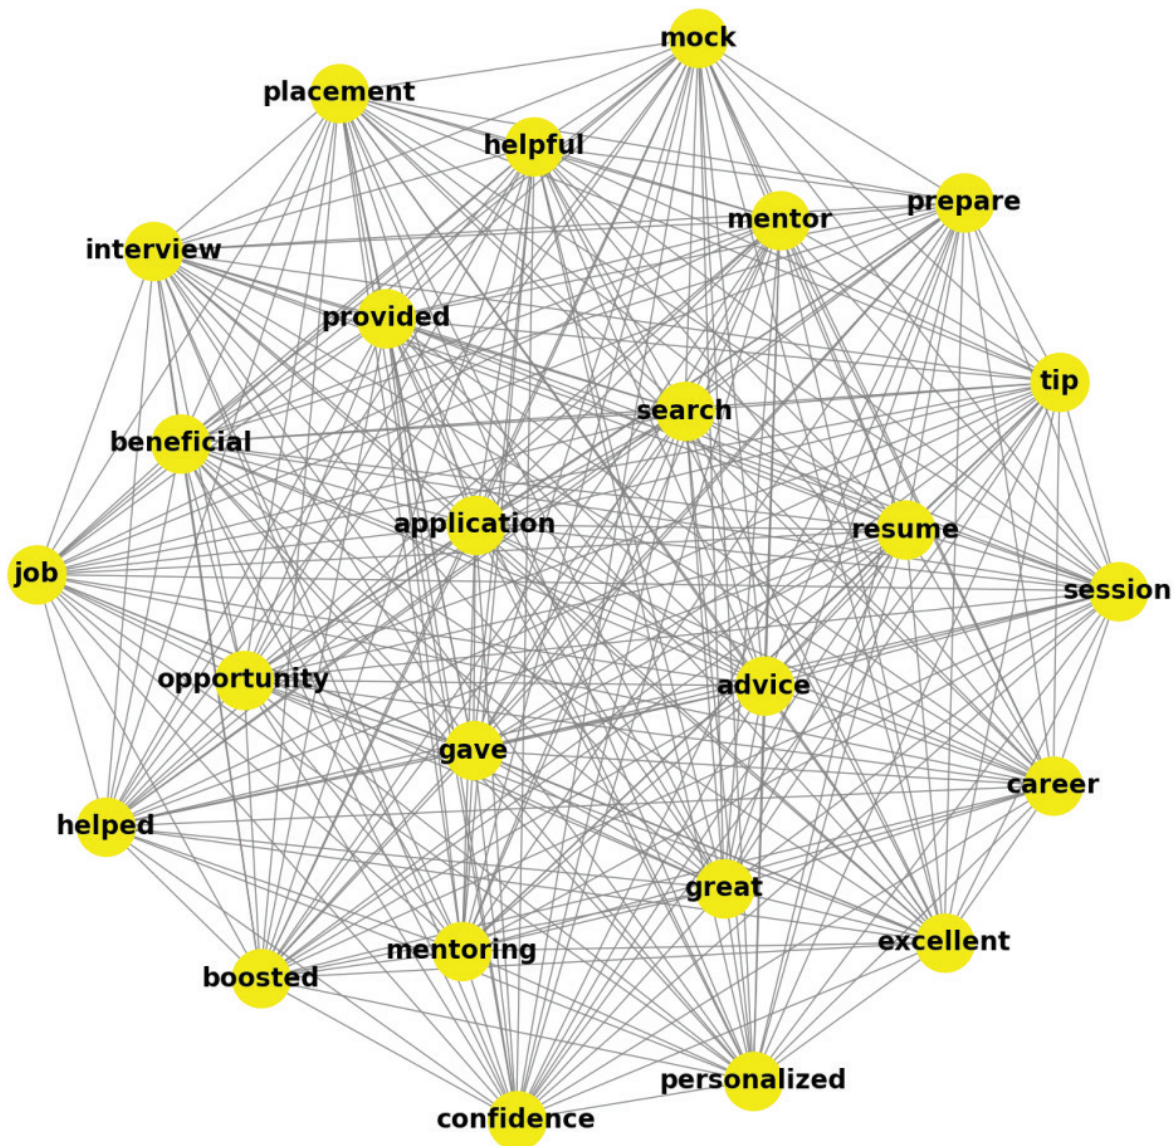 mock
placement
helpful
prepare
mentor
interview
provided
tip
search
beneficial
application
resume
job
session
opportunity
advice
gave
career
helped
great
excellent
mentoring
boosted
personalized
confidence